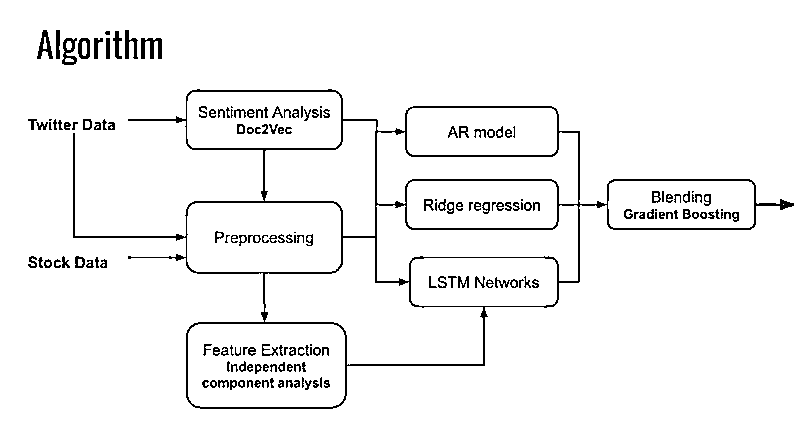 Algorithm
Twitter Data
Sentiment Analysis
Doc2Vec
AR model
Ridge regression
Blending
Gradient Boosting
Preprocessing
Stock Data
LSTM Networks
Feature Extraction
Independent
component analysis